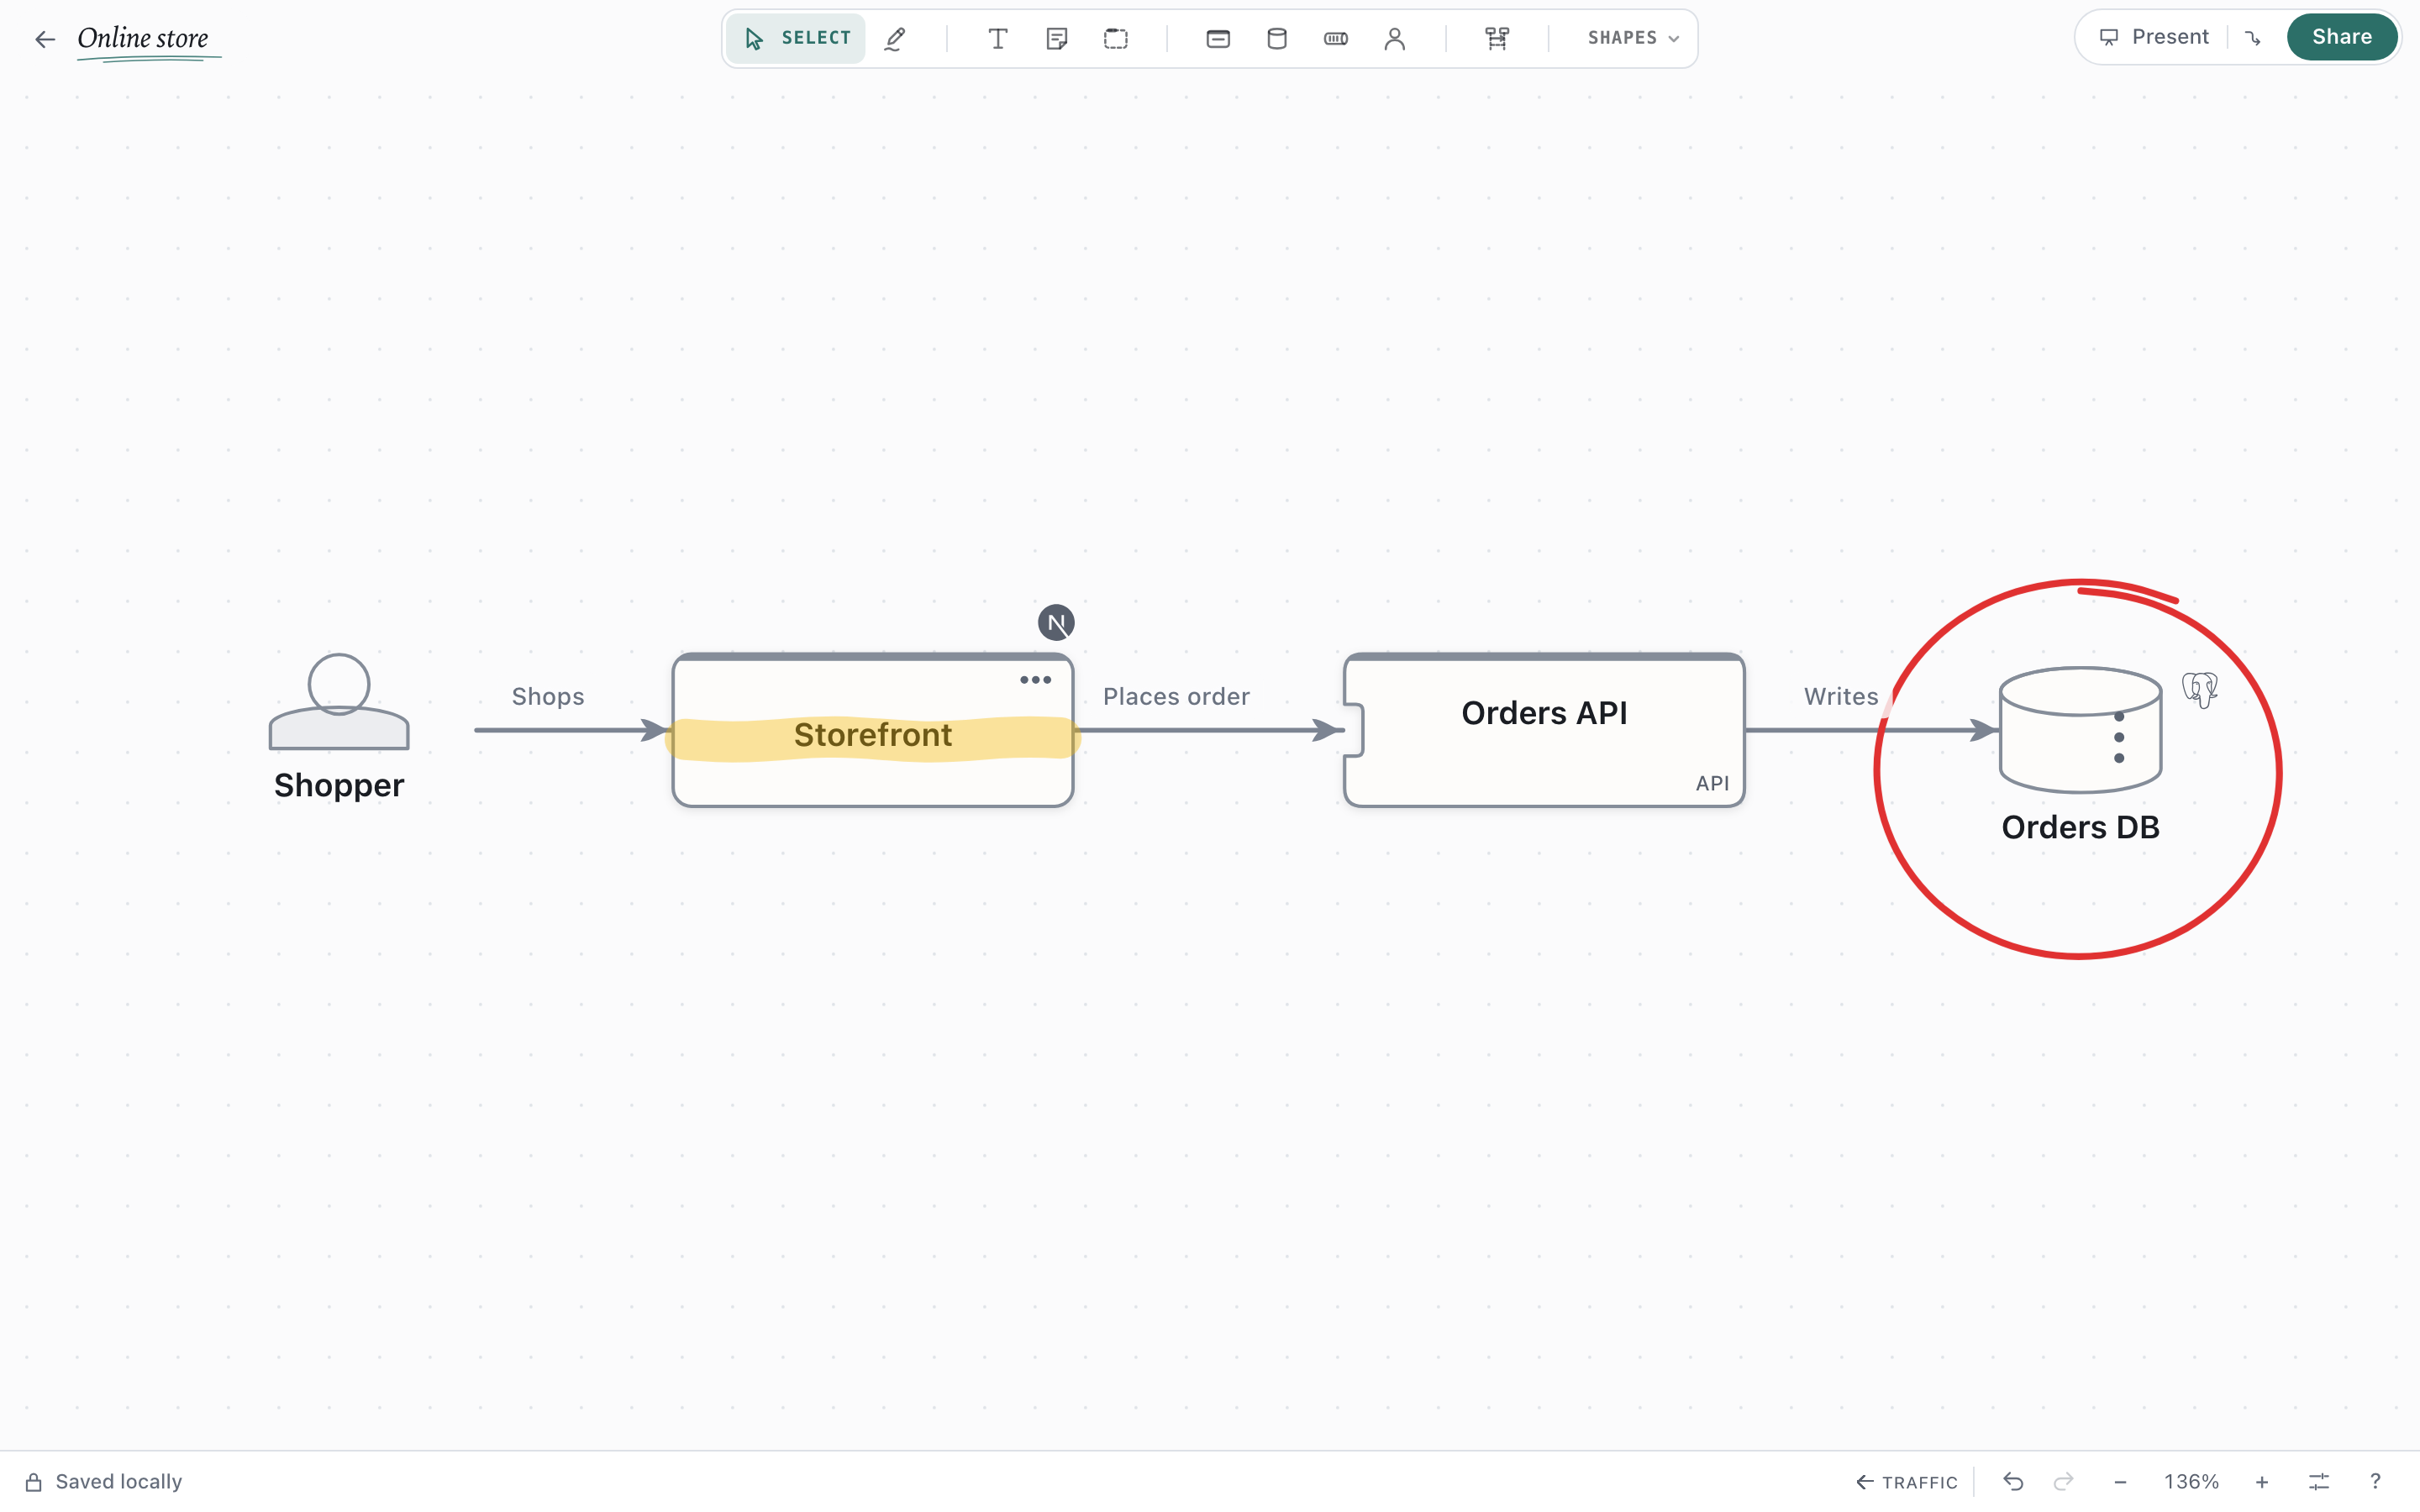 Online store
SELECT
SHAPES
Present
Share
N
Shops
Places order
Writes
Storefront
Orders API
API
Shopper
Orders DB
Saved locally
TRAFFIC
136%
?